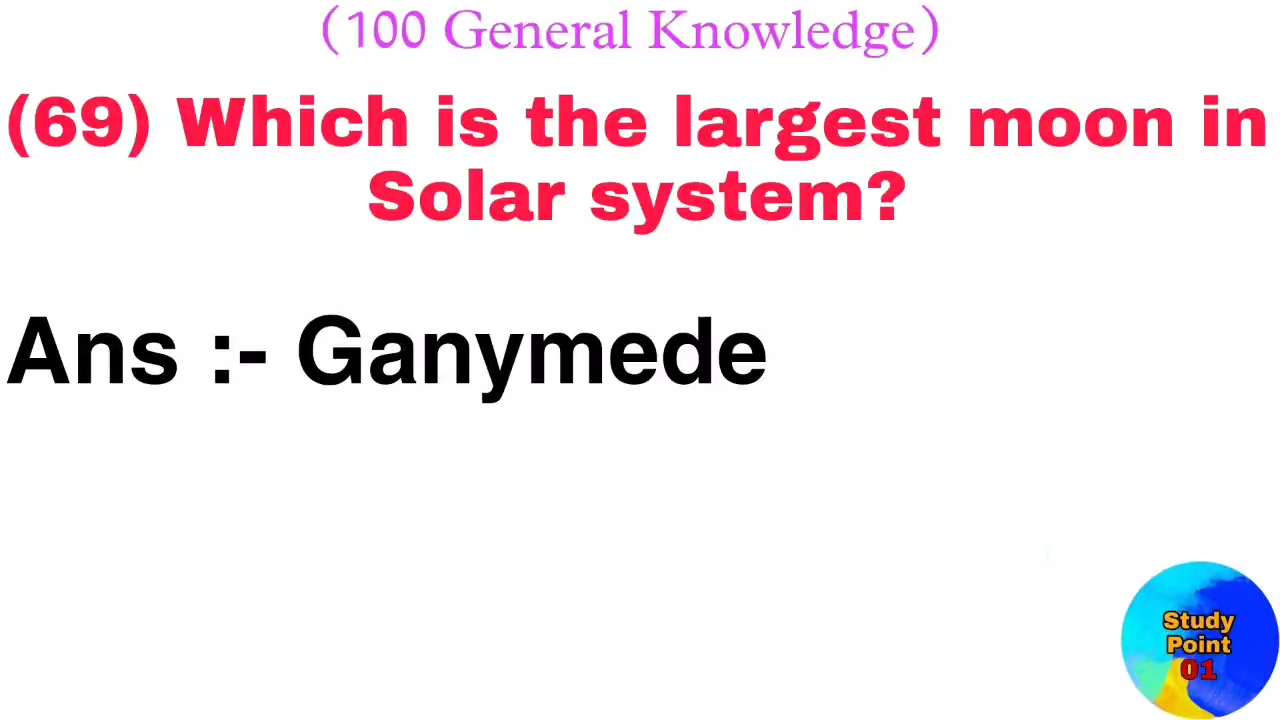 (100 General Knowledge)
(69) Which is the largest moon in
Solar system?
Ans :- Ganymede
Study
Point
01